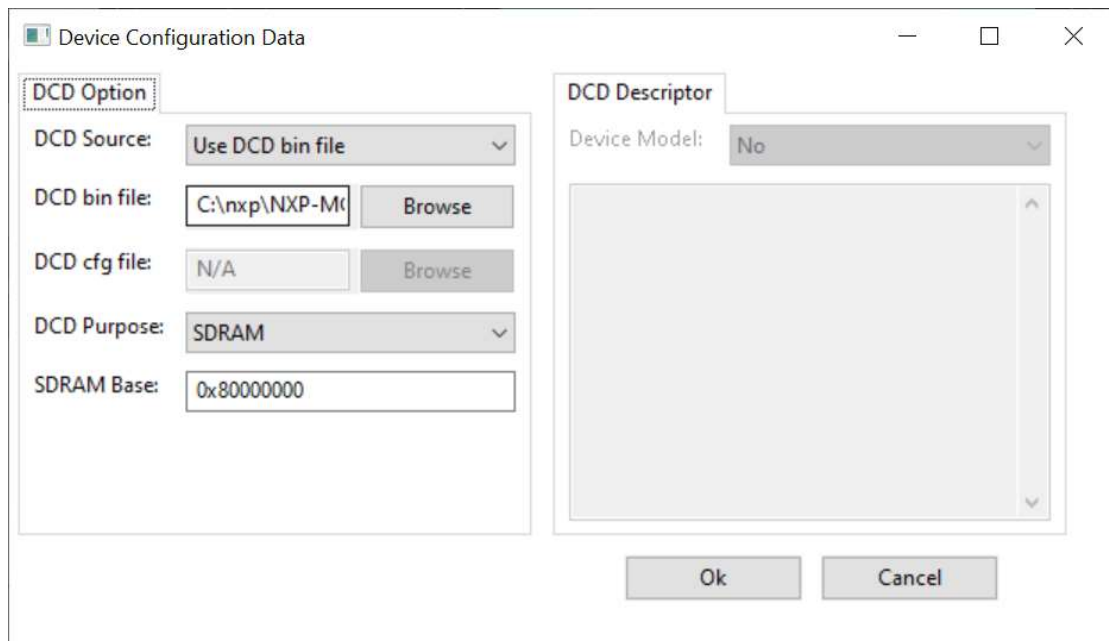 Device Configuration Data
DCD Option
DCD Source:
Use DCD bin file
DCD bin file:
C:\nxp\NXP-M
Browse
DCD cfg file:
N/A
Browse
DCD Purpose:
SDRAM
SDRAM Base:
0x80000000
DCD Descriptor
Device Model:
No
Ok
Cancel